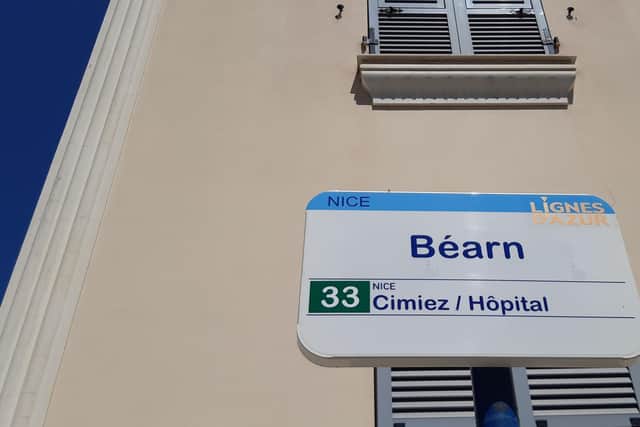 NICE
LIGNES
D'AZUR
Béarn
33
NICE
Cimiez / Hôpital